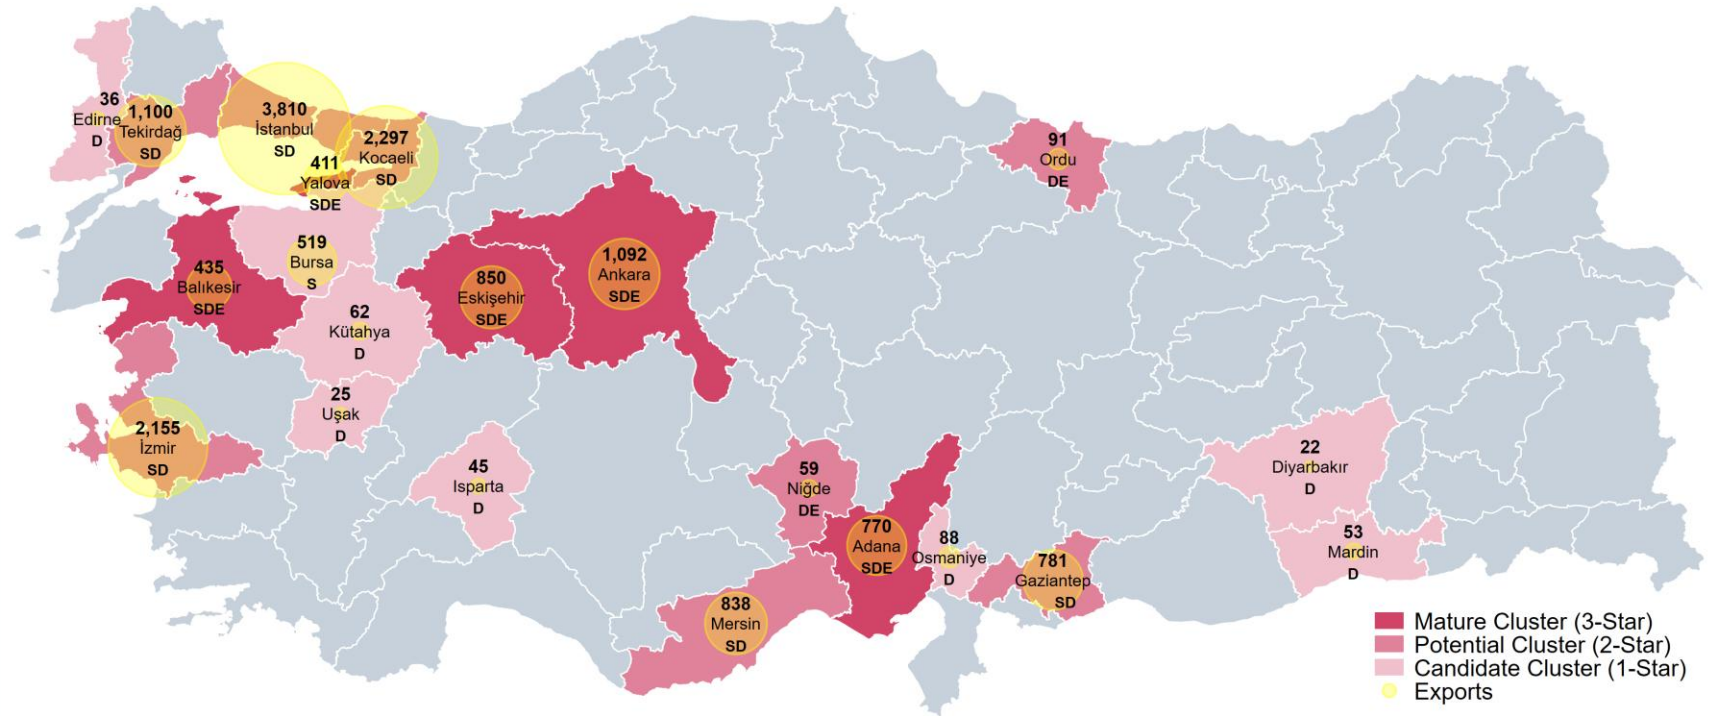 36
Edirne
D
1,100
Tekirdağ
SD
3,810
İstanbul
SD
411
Yalova
SDE
2,297
Kocaeli
SD
91
Ordu
DE
519
Bursa
S
435
Balıkesir
SDE
850
Eskişehir
SDE
1,092
Ankara
SDE
62
Kütahya
D
25
Uşak
D
2,155
İzmir
SD
45
Isparta
D
59
Niğde
DE
770
Adana
SDE
88
Osmaniye
D
781
Gaziantep
SD
838
Mersin
SD
22
Diyarbakır
D
53
Mardin
D
Mature Cluster (3-Star)
Potential Cluster (2-Star)
Candidate Cluster (1-Star)
Exports